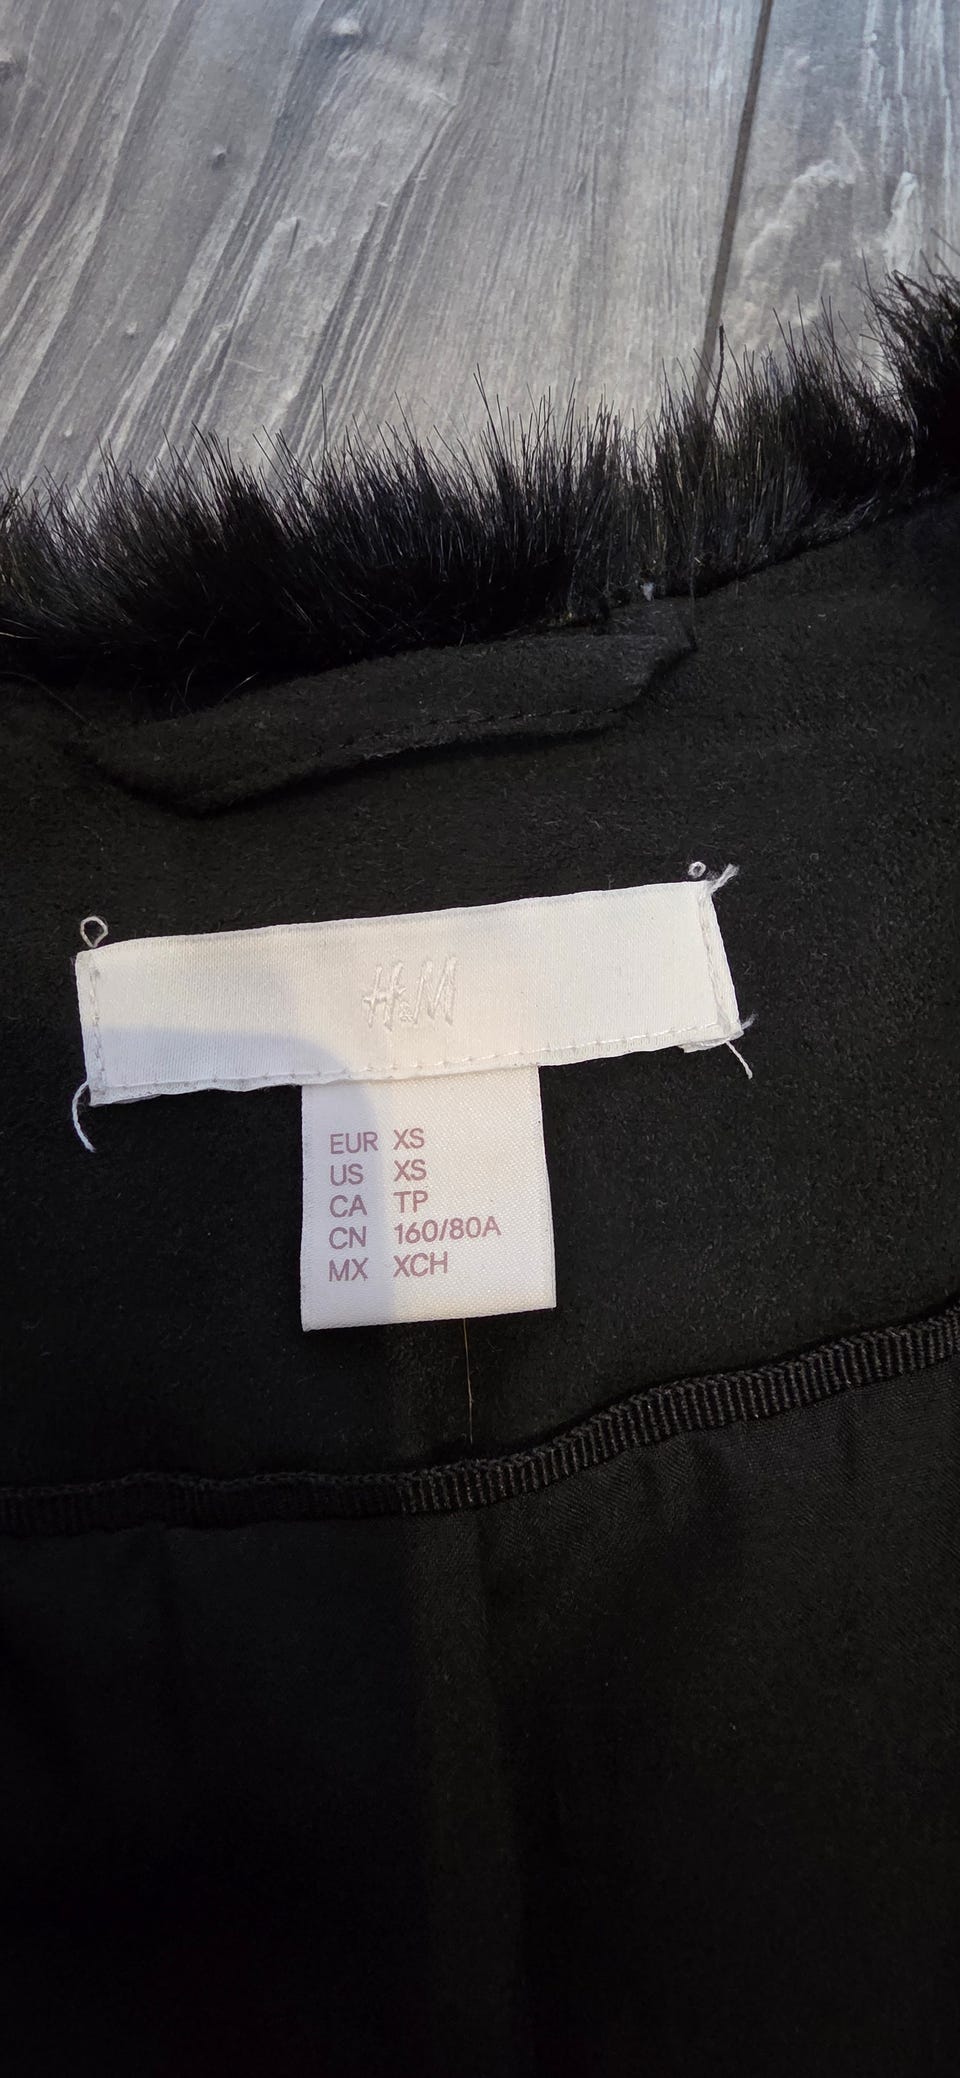 H&M
EUR XS
US XS
CA TP
CN 160/80A
MX XCH